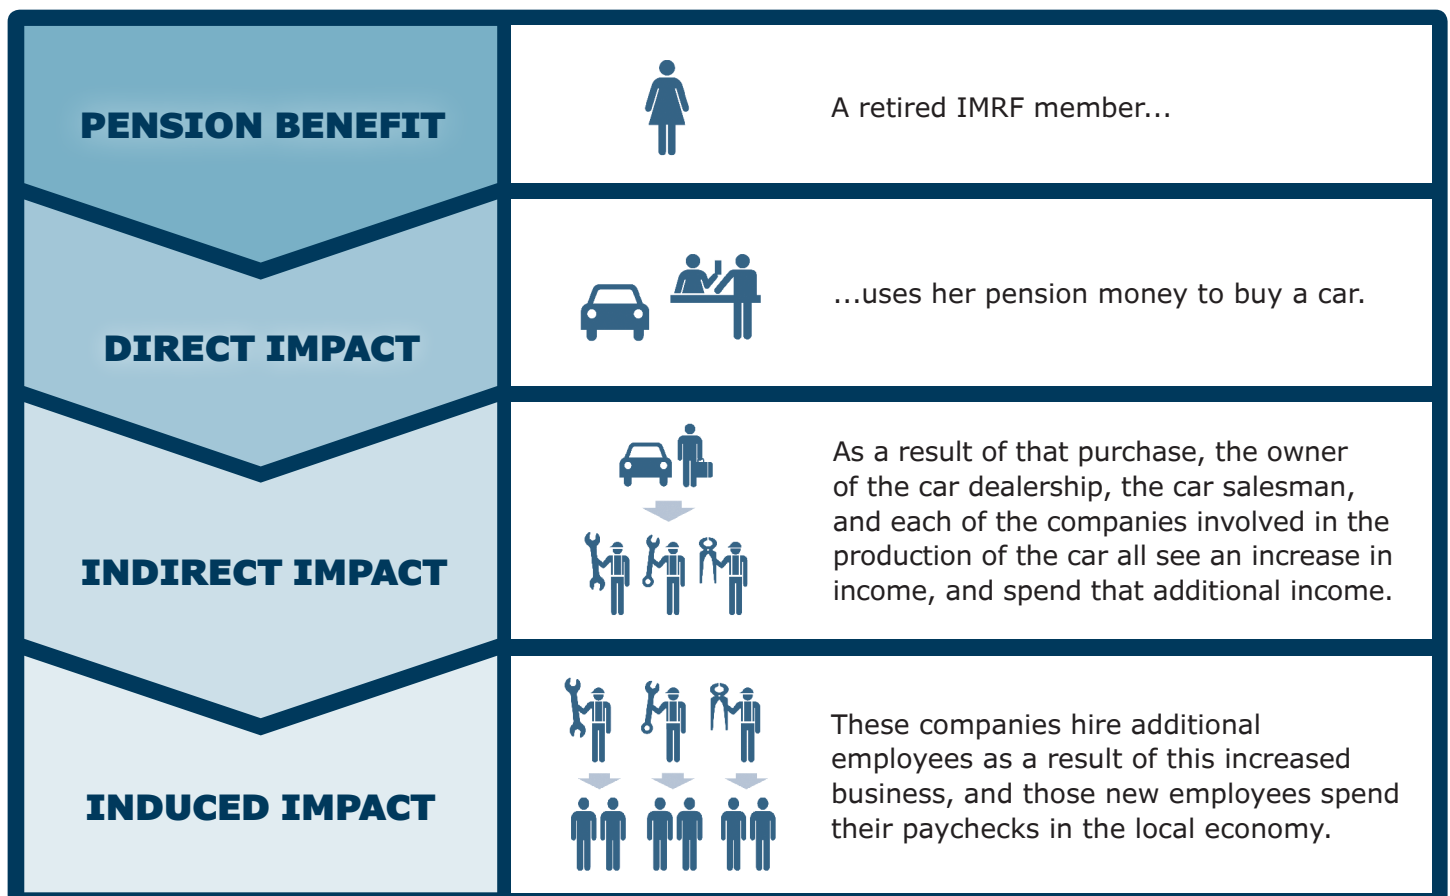 PENSION BENEFIT
A retired IMRF member...
DIRECT IMPACT
...uses her pension money to buy a car.
INDIRECT IMPACT
As a result of that purchase, the owner
of the car dealership, the car salesman,
and each of the companies involved in the
production of the car all see an increase in
income, and spend that additional income.
INDUCED IMPACT
These companies hire additional
employees as a result of this increased
business, and those new employees spend
their paychecks in the local economy.